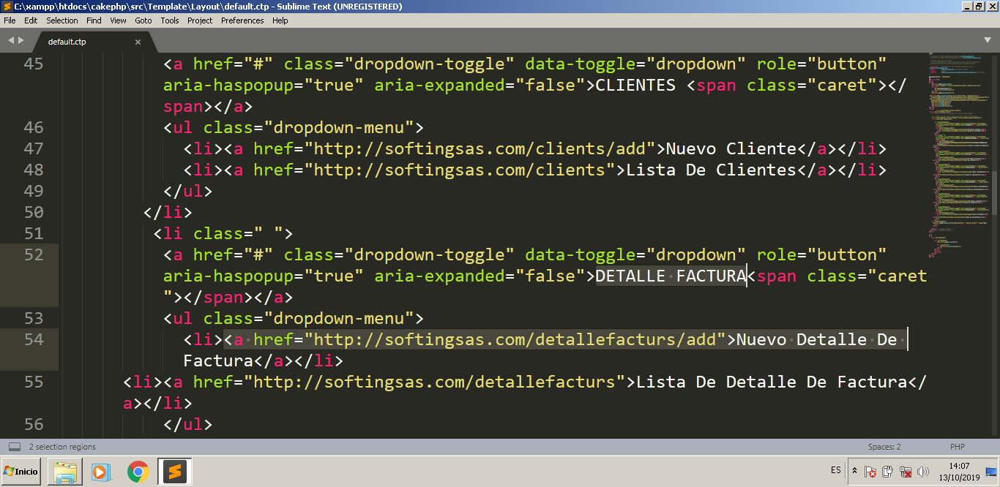 C:\xampp\htdocs\cakephp\src\Template\Layout\default.ctp - Sublime Text (UNREGISTERED)
File Edit Selection Find View Goto Tools Project Preferences Help
default.ctp
45 <a href="#" class="dropdown-toggle" data-toggle="dropdown" role="button"
aria-haspopup="true" aria-expanded="false">CLIENTES <span class="caret"></
span></a>
46 <ul class="dropdown-menu">
47 <li><a href="http://softingsas.com/clients/add">Nuevo Cliente</a></li>
48 <li><a href="http://softingsas.com/clients">Lista De Clientes</a></li>
49 </ul>
50 </li>
51 <li class=" ">
52 <a href="#" class="dropdown-toggle" data-toggle="dropdown" role="button"
aria-haspopup="true" aria-expanded="false">DETALLE FACTURA<span class="caret
"></span></a>
53 <ul class="dropdown-menu">
54 <li><a href="http://softingsas.com/detallefacturs/add">Nuevo Detalle De
Factura</a></li>
55 <li><a href="http://softingsas.com/detallefacturs">Lista De Detalle De Factura</
a></li>
56 </ul>
2 selection regions Spaces: 2 PHP
Inicio ES 14:07
13/10/2019